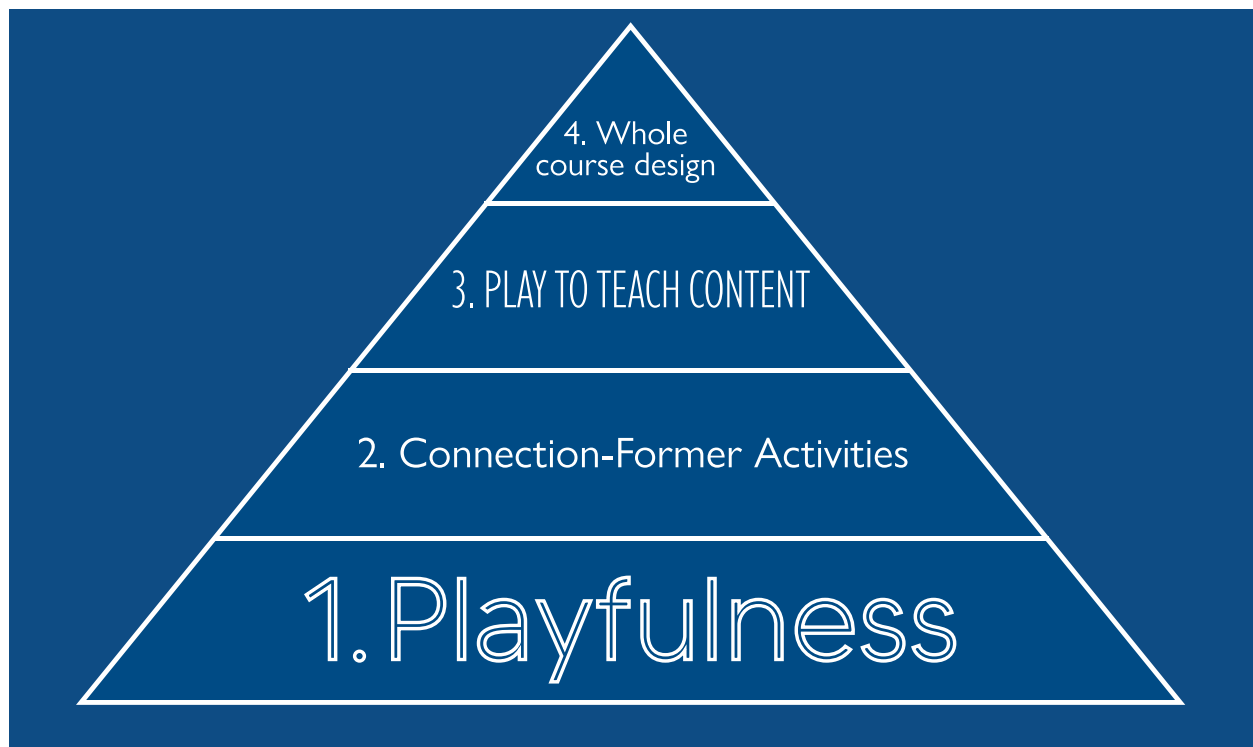 4. Whole
course design
3. PLAY TO TEACH CONTENT
2. Connection-Former Activities
1. Playfulness